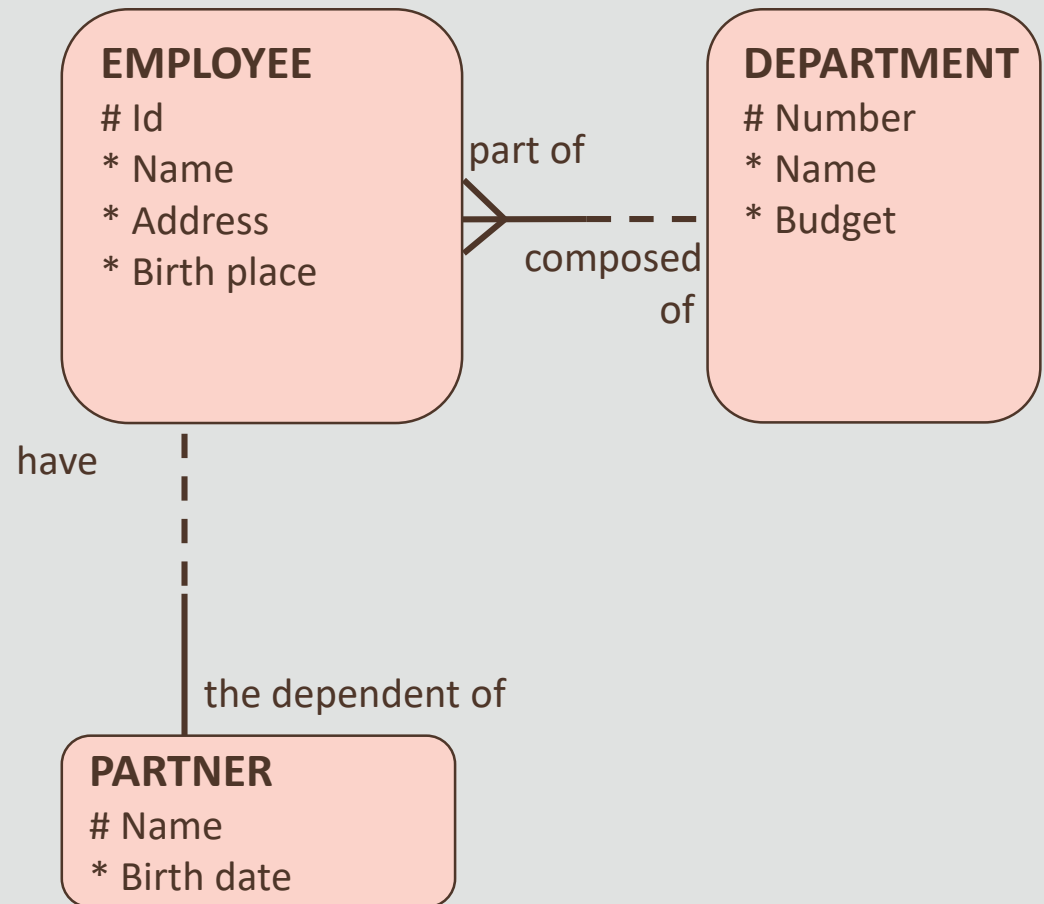 EMPLOYEE
# Id
* Name
* Address
* Birth place
part of
composed
of
DEPARTMENT
# Number
* Name
* Budget
have
the dependent of
PARTNER
# Name
* Birth date